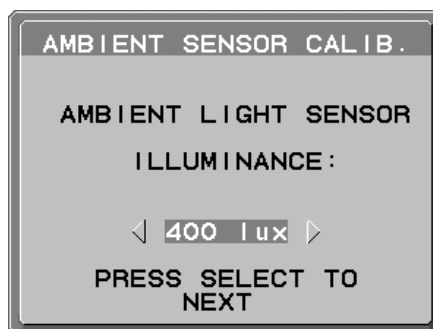 AMBIENT SENSOR CALIB.
AMBIENT LIGHT SENSOR
ILLUMINANCE:
400 lux
PRESS SELECT TO
NEXT